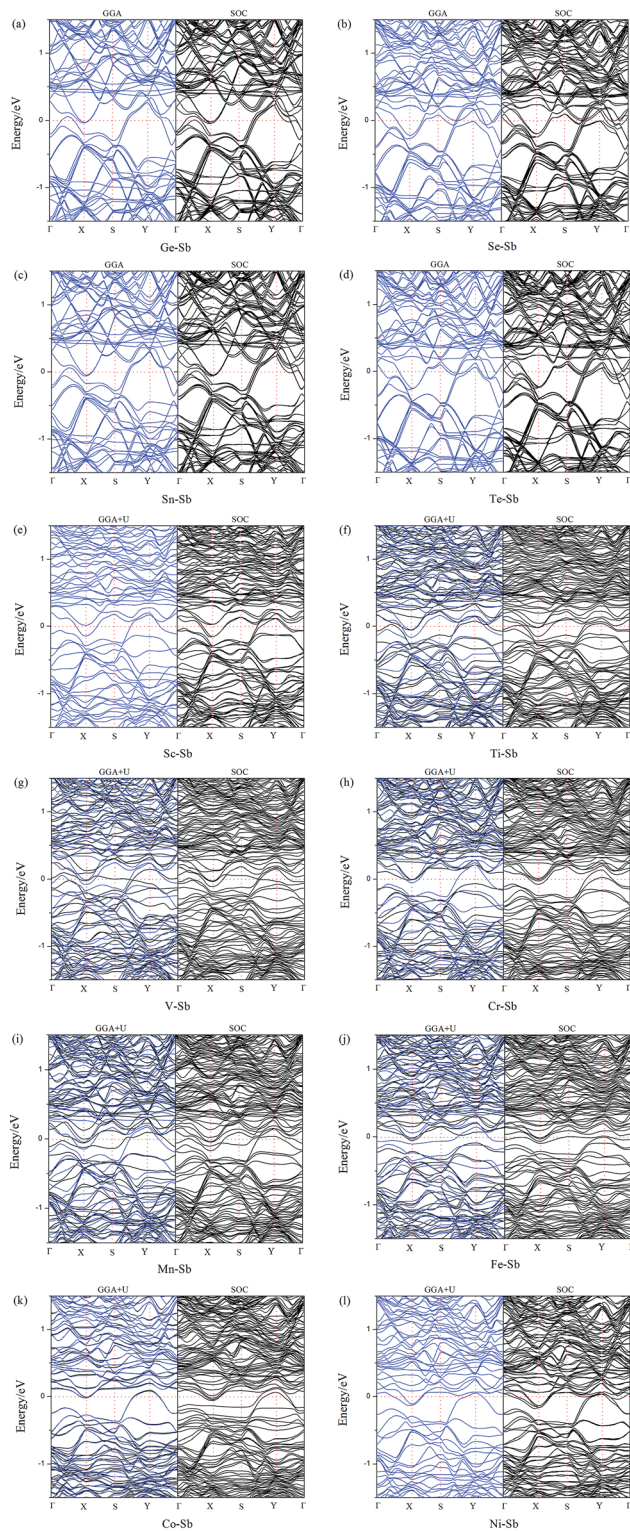 (a) GGA SOC (b) GGA SOC
1 1
Energy/eV 0 Energy/eV 0
-1 -1
Γ X S Y Γ X S Y Γ Γ X S Y Γ X S Y Γ
Ge-Sb Se-Sb
(c) GGA SOC (d) GGA SOC
1 1
Energy/eV 0 Energy/eV 0
-1 -1
Γ X S Y Γ X S Y Γ Γ X S Y Γ X S Y Γ
Sn-Sb Te-Sb
(e) GGA+U SOC (f) GGA+U SOC
1 1
Energy/eV 0 Energy/eV 0
-1 -1
Γ X S Y Γ X S Y Γ Γ X S Y Γ X S Y Γ
Sc-Sb Ti-Sb
(g) GGA+U SOC (h) GGA+U SOC
1 1
Energy/eV 0 Energy/eV 0
-1 -1
Γ X S Y Γ X S Y Γ Γ X S Y Γ X S Y Γ
V-Sb Cr-Sb
(i) GGA+U SOC (j) GGA+U SOC
1 1
Energy/eV 0 Energy/eV 0
-1 -1
Γ X S Y Γ X S Y Γ Γ X S Y Γ X S Y Γ
Mn-Sb Fe-Sb
(k) GGA+U SOC (l) GGA+U SOC
1 1
Energy/eV 0 Energy/eV 0
-1 -1
Γ X S Y Γ X S Y Γ Γ X S Y Γ X S Y Γ
Co-Sb Ni-Sb